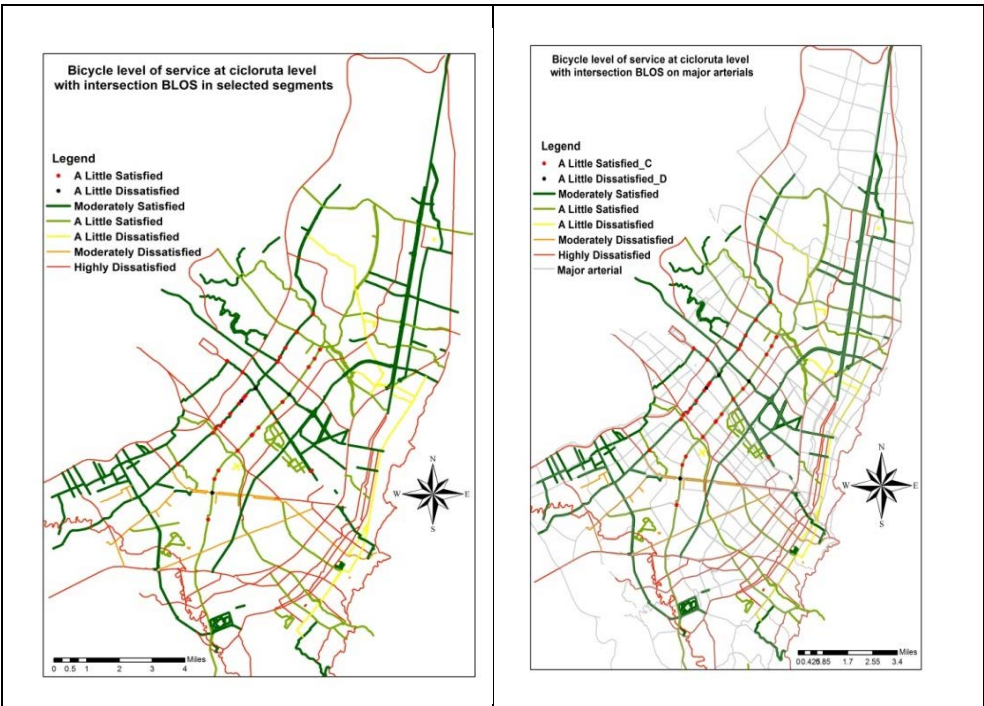 Bicycle level of service at cicloruta level
with intersection BLOS in selected segments
Legend
A Little Satisfied
A Little Dissatisfied
Moderately Satisfied
A Little Satisfied
A Little Dissatisfied
Moderately Dissatisfied
Highly Dissatisfied
N
W E
S
Miles
0 0.5 1 2 3 4
Bicycle level of service at cicloruta level
with intersection BLOS on major arterials
Legend
A Little Satisfied_C
A Little Dissatisfied_D
Moderately Satisfied
A Little Satisfied
A Little Dissatisfied
Moderately Dissatisfied
Highly Dissatisfied
Major arterial
N
W E
S
Miles
1.7 2.55 3.4